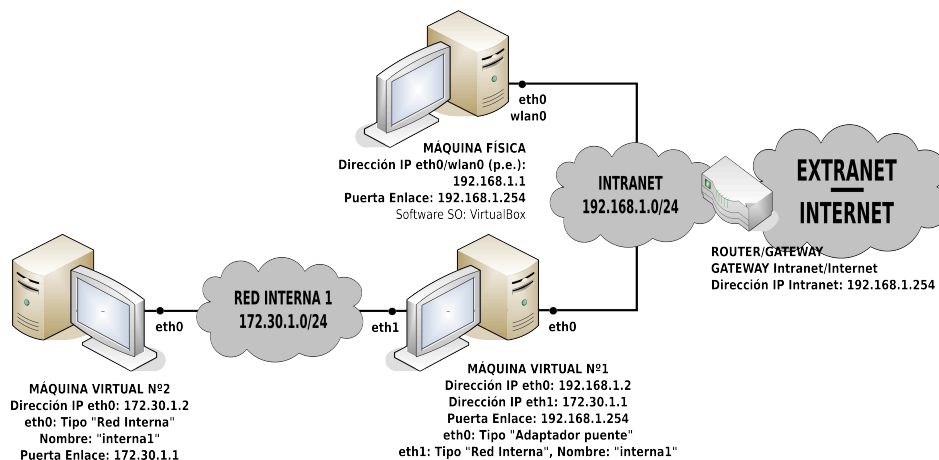 eth0
wlan0
MÁQUINA FÍSICA
Dirección IP eth0/wlan0 (p.e.):
192.168.1.1
Puerta Enlace: 192.168.1.254
Software SO: VirtualBox
INTRANET
192.168.1.0/24
EXTRANET
INTERNET
ROUTER/GATEWAY
GATEWAY Intranet/Internet
Dirección IP Intranet: 192.168.1.254
RED INTERNA 1
172.30.1.0/24
eth0
eth1
eth0
MÁQUINA VIRTUAL Nº2
Dirección IP eth0: 172.30.1.2
eth0: Tipo "Red Interna"
Nombre: "interna1"
Puerta Enlace: 172.30.1.1
MÁQUINA VIRTUAL Nº1
Dirección IP eth0: 192.168.1.2
Dirección IP eth1: 172.30.1.1
Puerta Enlace: 192.168.1.254
eth0: Tipo "Adaptador puente"
eth1: Tipo "Red Interna", Nombre: "interna1"